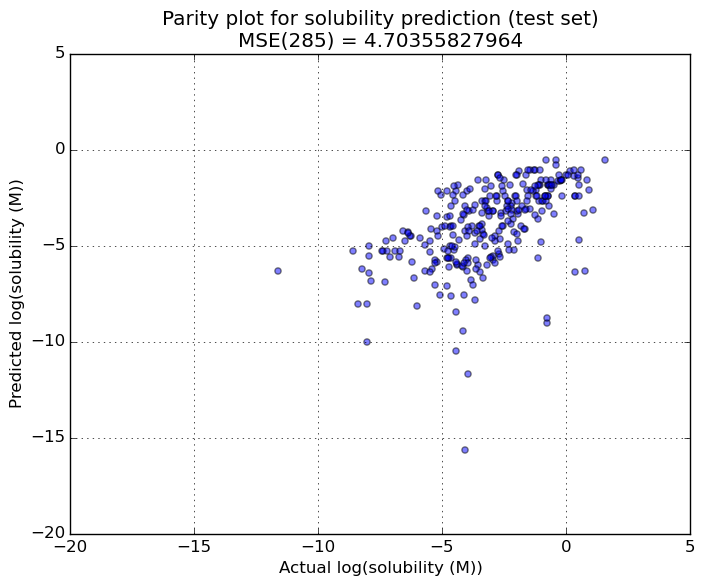 Parity plot for solubility prediction (test set)
MSE(285) = 4.70355827964
Predicted log(solubility (M))
5
0
−5
−10
−15
−20
−20 −15 −10 −5 0 5
Actual log(solubility (M))